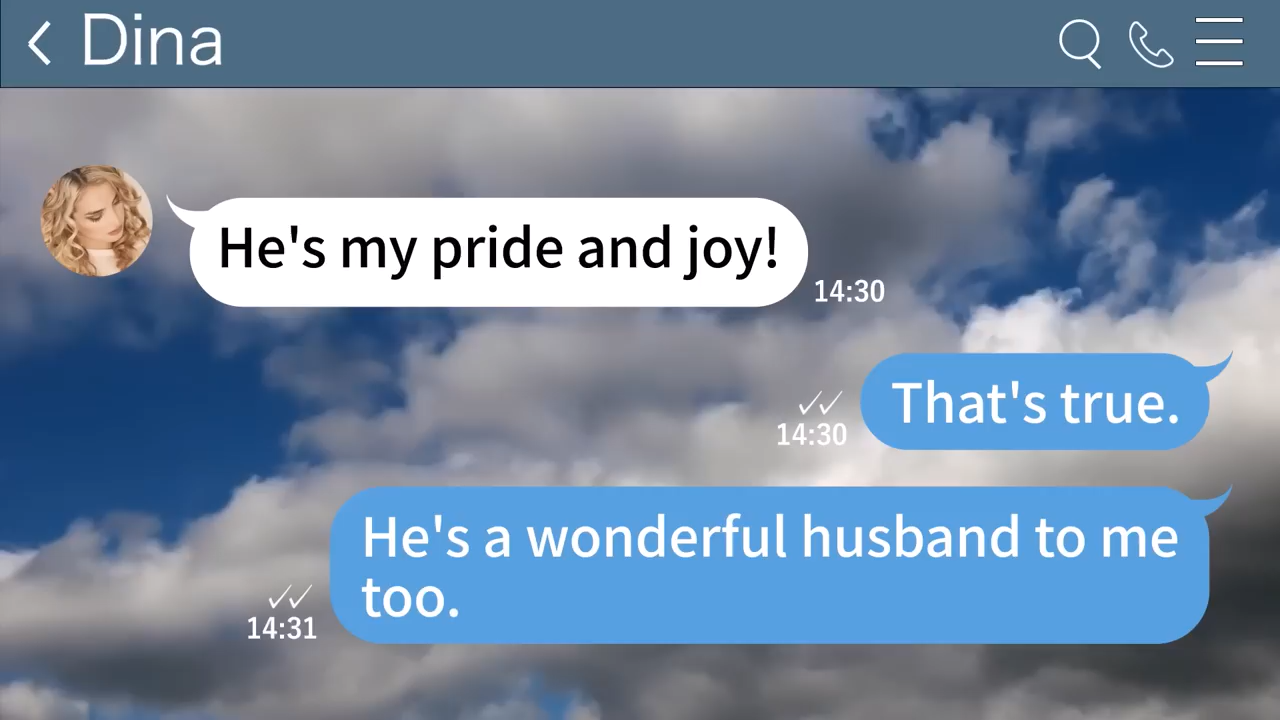 Dina
He's my pride and joy!
14:30
That's true.
14:30
He's a wonderful husband to me
too.
14:31